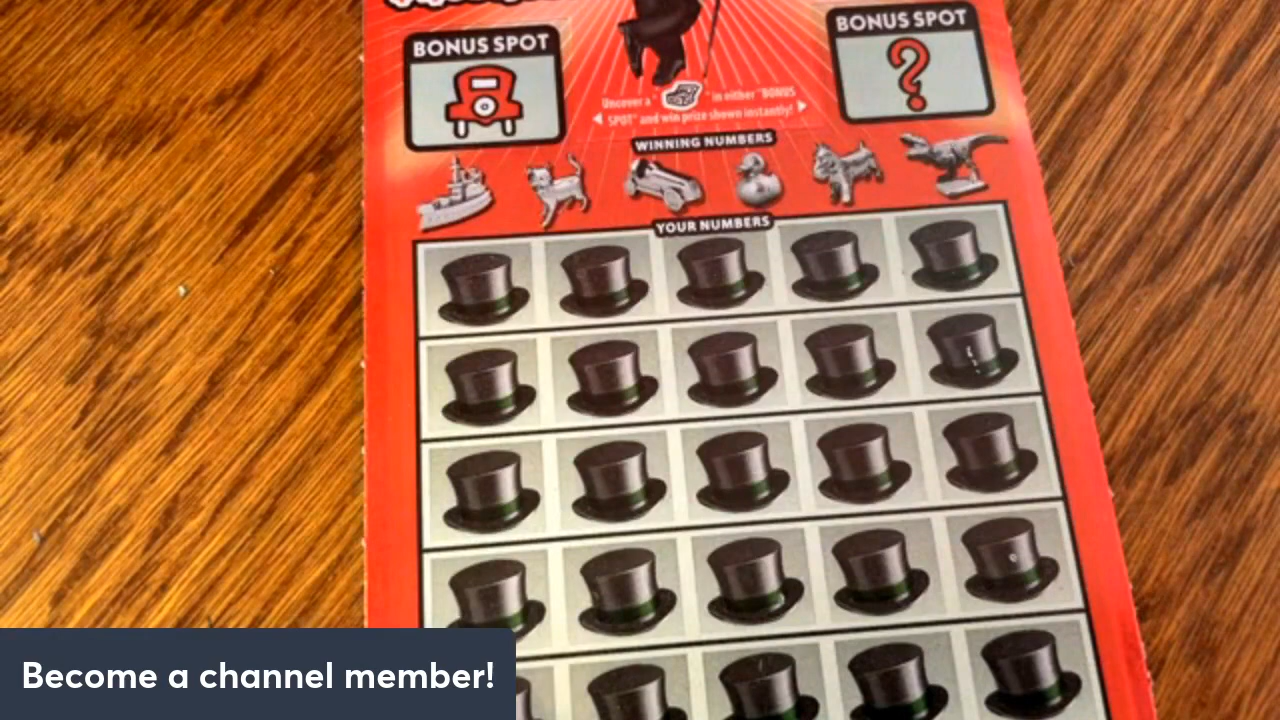 BONUS SPOT
BONUS SPOT
?
Uncover a " " in either "BONUS
SPOT" and win prize shown instantly!
WINNING NUMBERS
YOUR NUMBERS
Become a channel member!